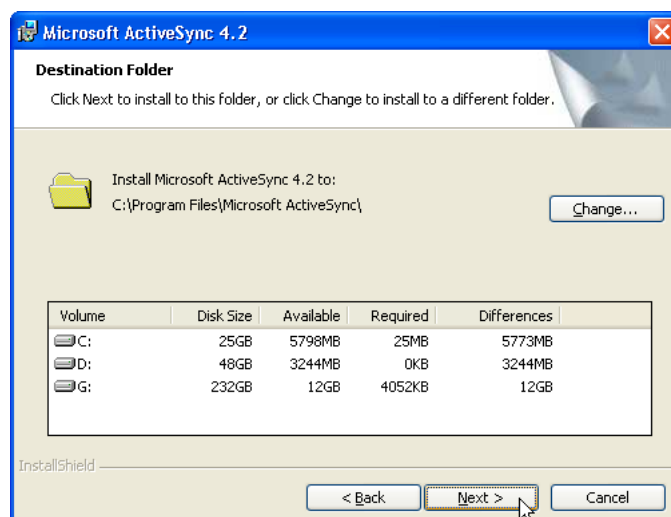 Microsoft ActiveSync 4.2
Destination Folder
Click Next to install to this folder, or click Change to install to a different folder.
Install Microsoft ActiveSync 4.2 to:
C:\Program Files\Microsoft ActiveSync\
Change...
Volume Disk Size Available Required Differences
C: 25GB 5798MB 25MB 5773MB
D: 48GB 3244MB 0KB 3244MB
G: 232GB 12GB 4052KB 12GB
InstallShield
< Back Next > Cancel